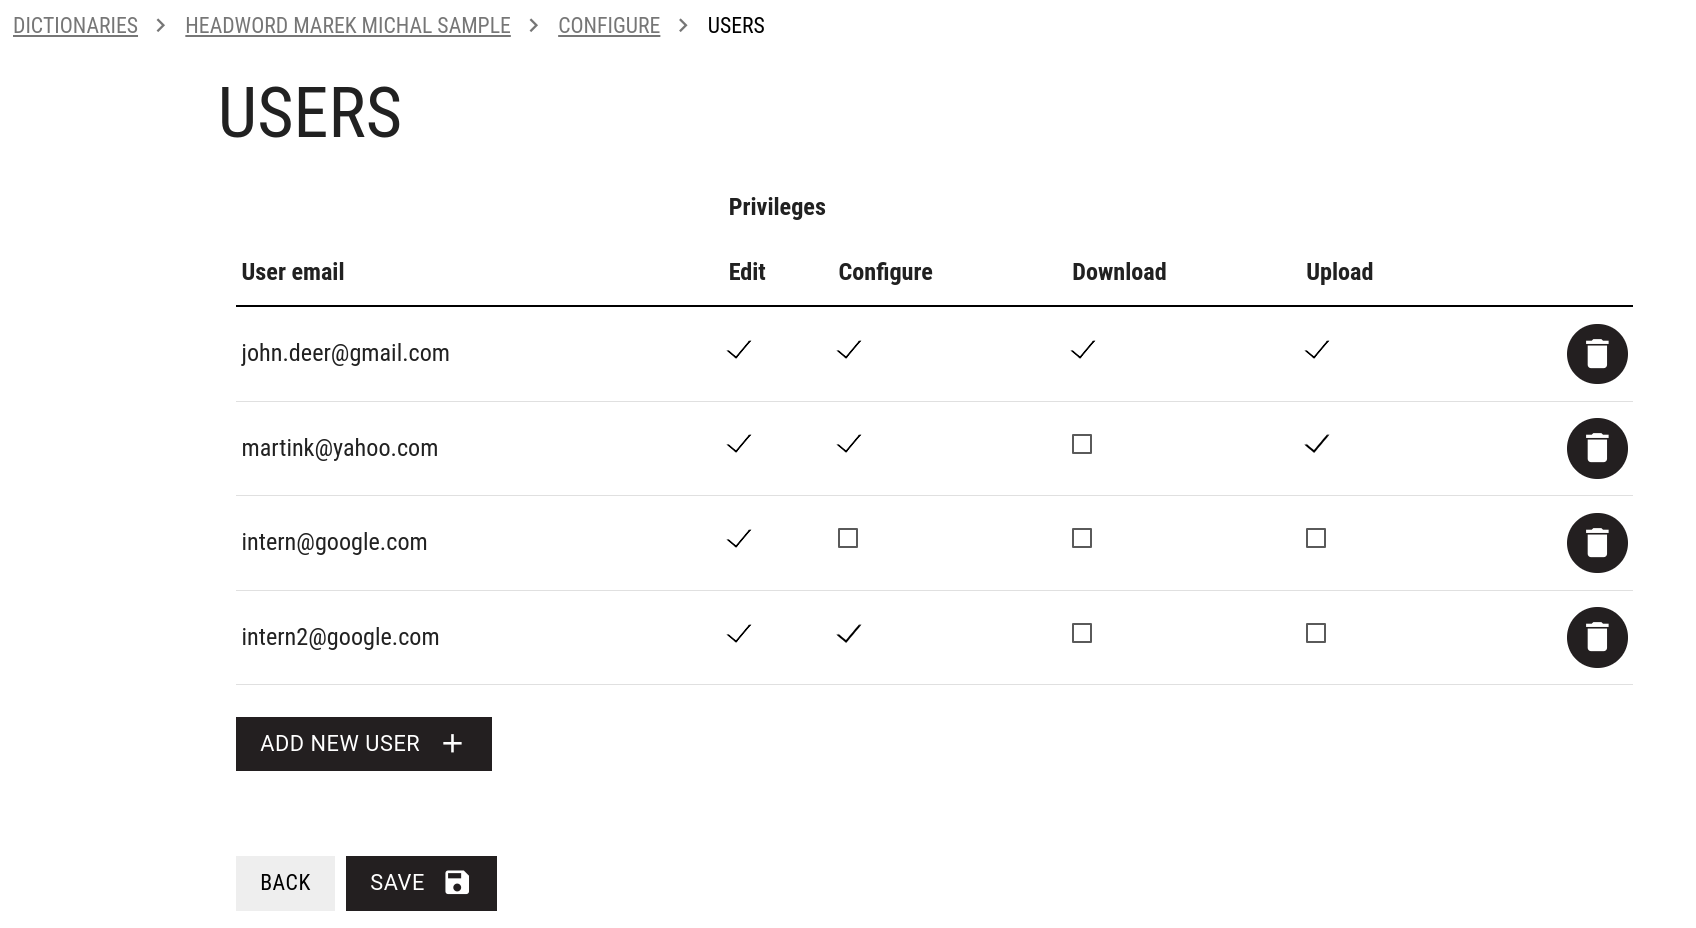 DICTIONARIES > HEADWORD MAREK MICHAL SAMPLE > CONFIGURE > USERS
USERS
Privileges
User email Edit Configure Download Upload
john.deer@gmail.com
martink@yahoo.com
intern@google.com
intern2@google.com
ADD NEW USER +
BACK SAVE